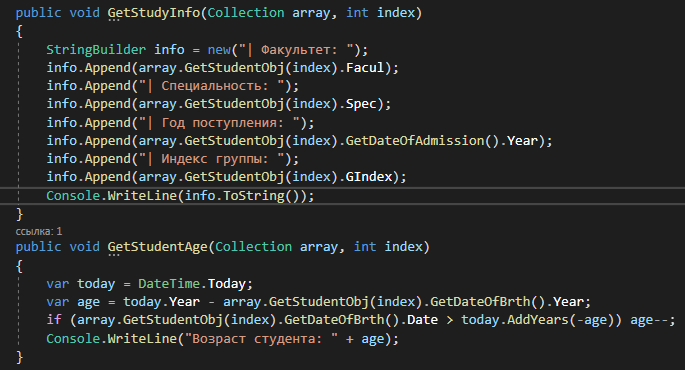 public void GetStudyInfo(Collection array, int index)
{
StringBuilder info = new("| Факультет: ");
info.Append(array.GetStudentObj(index).Facul);
info.Append("| Специальность: ");
info.Append(array.GetStudentObj(index).Spec);
info.Append("| Год поступления: ");
info.Append(array.GetStudentObj(index).GetDateOfAdmission().Year);
info.Append("| Индекс группы: ");
info.Append(array.GetStudentObj(index).GIndex);
Console.WriteLine(info.ToString());
}
ссылка: 1
public void GetStudentAge(Collection array, int index)
{
var today = DateTime.Today;
var age = today.Year - array.GetStudentObj(index).GetDateOfBrth().Year;
if (array.GetStudentObj(index).GetDateOfBrth().Date > today.AddYears(-age)) age--;
Console.WriteLine("Возраст студента: " + age);
}